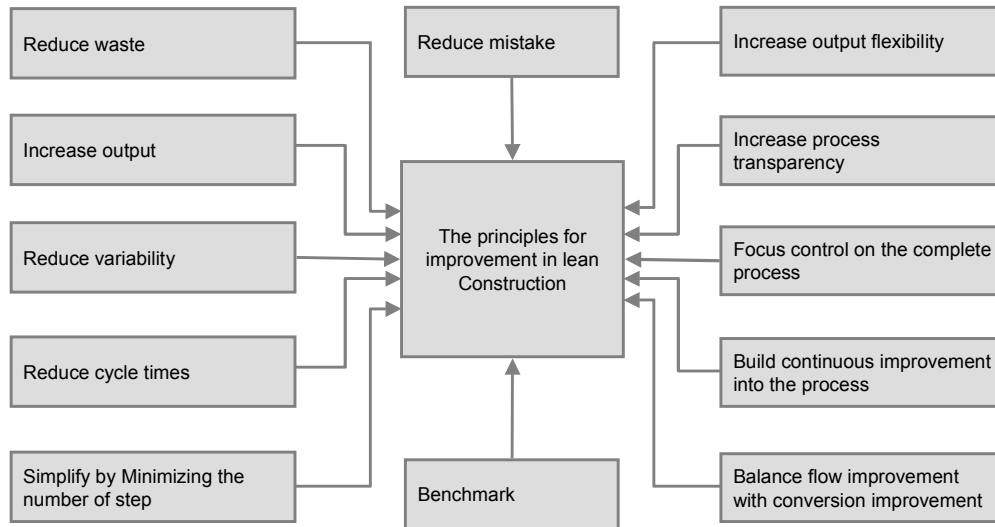 Reduce waste
Reduce mistake
Increase output flexibility
Increase output
Increase process
transparency
The principles for
improvement in lean
Construction
Reduce variability
Focus control on the complete
process
Reduce cycle times
Build continuous improvement
into the process
Simplify by Minimizing the
number of step
Benchmark
Balance flow improvement
with conversion improvement